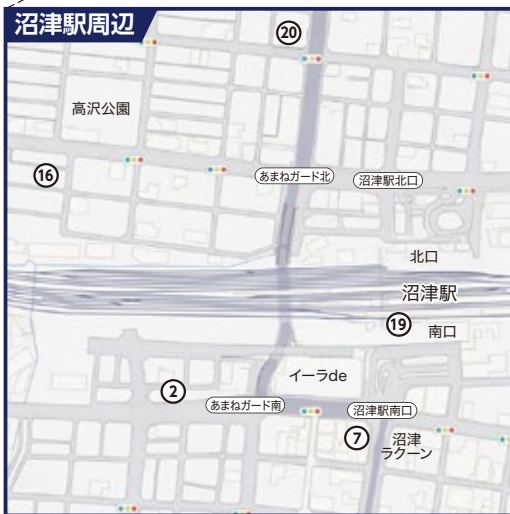 沼津駅周辺
20
高沢公園
16
あまねガード北
沼津駅北口
北口
沼津駅
19
南口
イーラde
2
あまねガード南
沼津駅南口
7
沼津
ラクーン